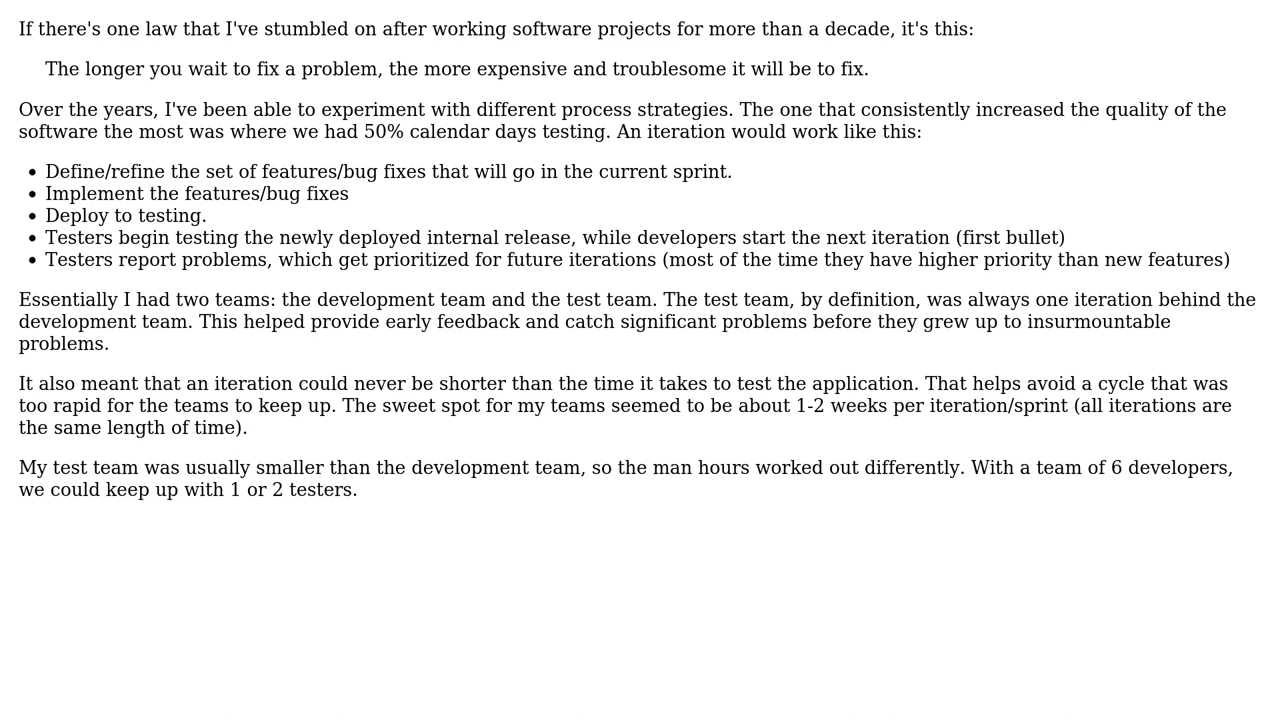 If there's one law that I've stumbled on after working software projects for more than a decade, it's this:
The longer you wait to fix a problem, the more expensive and troublesome it will be to fix.
Over the years, I've been able to experiment with different process strategies. The one that consistently increased the quality of the
software the most was where we had 50% calendar days testing. An iteration would work like this:
• Define/refine the set of features/bug fixes that will go in the current sprint.
• Implement the features/bug fixes
• Deploy to testing.
• Testers begin testing the newly deployed internal release, while developers start the next iteration (first bullet)
• Testers report problems, which get prioritized for future iterations (most of the time they have higher priority than new features)
Essentially I had two teams: the development team and the test team. The test team, by definition, was always one iteration behind the
development team. This helped provide early feedback and catch significant problems before they grew up to insurmountable
problems.
It also meant that an iteration could never be shorter than the time it takes to test the application. That helps avoid a cycle that was
too rapid for the teams to keep up. The sweet spot for my teams seemed to be about 1-2 weeks per iteration/sprint (all iterations are
the same length of time).
My test team was usually smaller than the development team, so the man hours worked out differently. With a team of 6 developers,
we could keep up with 1 or 2 testers.